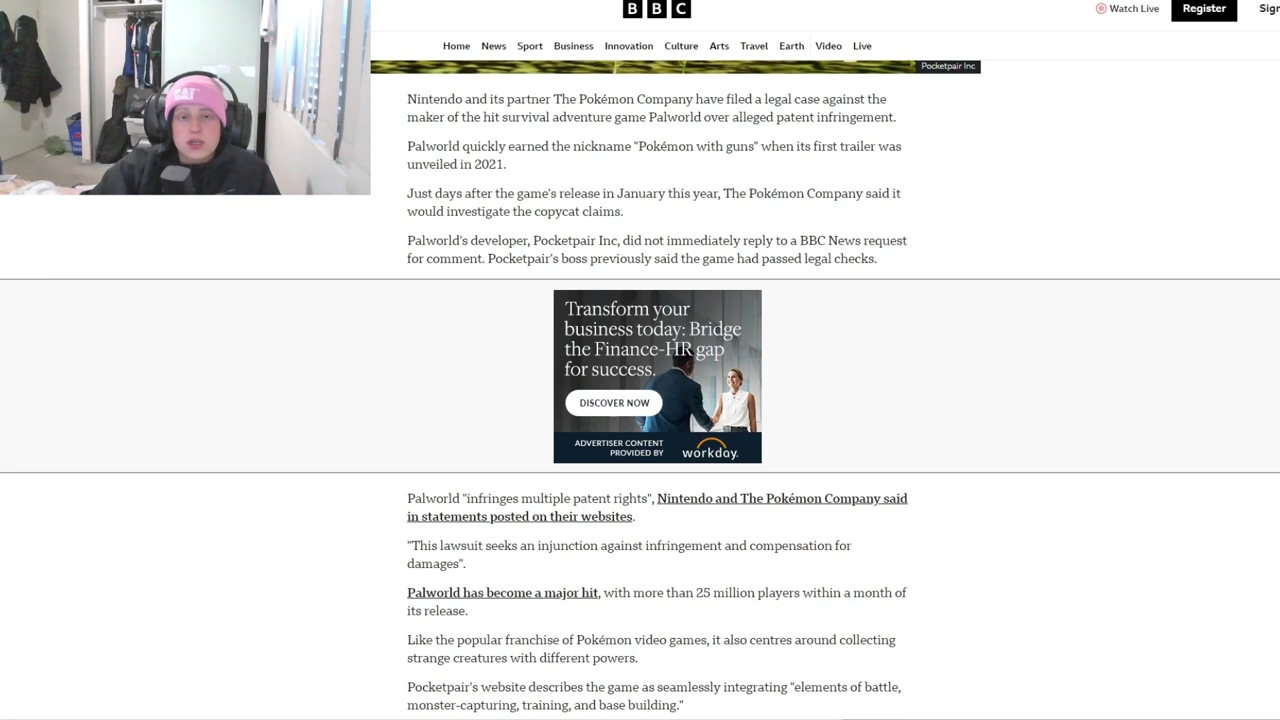 BBC
Watch Live
Register
Sign
Home News Sport Business Innovation Culture Arts Travel Earth Video Live
Pocketpair Inc
CAT
Nintendo and its partner The Pokémon Company have filed a legal case against the
maker of the hit survival adventure game Palworld over alleged patent infringement.
Palworld quickly earned the nickname "Pokémon with guns" when its first trailer was
unveiled in 2021.
Just days after the game's release in January this year, The Pokémon Company said it
would investigate the copycat claims.
Palworld's developer, Pocketpair Inc, did not immediately reply to a BBC News request
for comment. Pocketpair's boss previously said the game had passed legal checks.
Transform your
business today: Bridge
the Finance-HR gap
for success.
DISCOVER NOW
ADVERTISER CONTENT
PROVIDED BY
workday.
Palworld "infringes multiple patent rights", Nintendo and The Pokémon Company said
in statements posted on their websites.
"This lawsuit seeks an injunction against infringement and compensation for
damages".
Palworld has become a major hit, with more than 25 million players within a month of
its release.
Like the popular franchise of Pokémon video games, it also centres around collecting
strange creatures with different powers.
Pocketpair's website describes the game as seamlessly integrating "elements of battle,
monster-capturing, training, and base building."